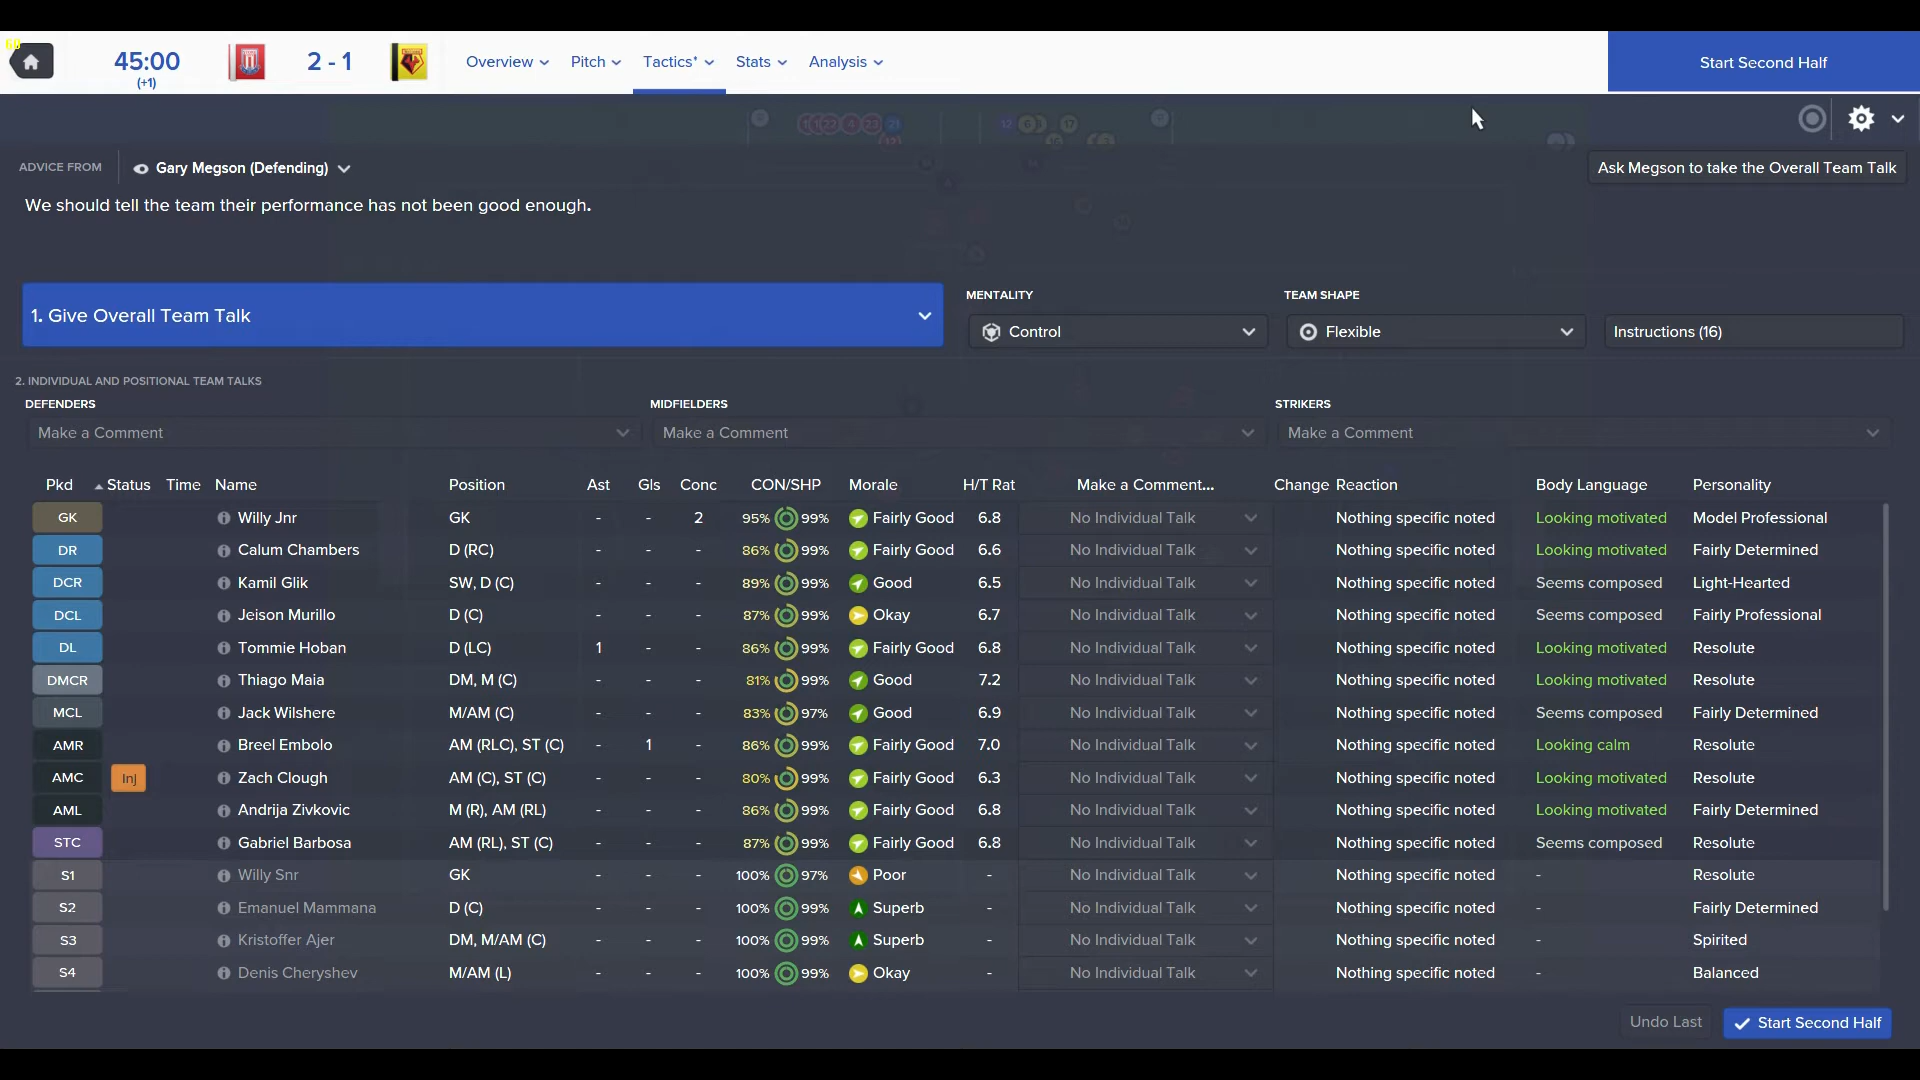 60
45:00
(+1)
2 - 1
Overview
Pitch
Tactics*
Stats
Analysis
Start Second Half
ADVICE FROM
Gary Megson (Defending)
Ask Megson to take the Overall Team Talk
We should tell the team their performance has not been good enough.
1. Give Overall Team Talk
MENTALITY
Control
TEAM SHAPE
Flexible
Instructions (16)
2. INDIVIDUAL AND POSITIONAL TEAM TALKS
DEFENDERS MIDFIELDERS STRIKERS
Make a Comment Make a Comment Make a Comment
Pkd Status Time Name Position Ast Gls Conc CON/SHP Morale H/T Rat Make a Comment... Change Reaction Body Language Personality
GK Willy Jnr GK - - 2 95% 99% Fairly Good 6.8 No Individual Talk Nothing specific noted Looking motivated Model Professional
DR Calum Chambers D (RC) - - - 86% 99% Fairly Good 6.6 No Individual Talk Nothing specific noted Looking motivated Fairly Determined
DCR Kamil Glik SW, D (C) - - - 89% 99% Good 6.5 No Individual Talk Nothing specific noted Seems composed Light-Hearted
DCL Jeison Murillo D (C) - - - 87% 99% Okay 6.7 No Individual Talk Nothing specific noted Seems composed Fairly Professional
DL Tommie Hoban D (LC) 1 - - 86% 99% Fairly Good 6.8 No Individual Talk Nothing specific noted Looking motivated Resolute
DMCR Thiago Maia DM, M (C) - - - 81% 99% Good 7.2 No Individual Talk Nothing specific noted Looking motivated Resolute
MCL Jack Wilshere M/AM (C) - - - 83% 97% Good 6.9 No Individual Talk Nothing specific noted Seems composed Fairly Determined
AMR Breel Embolo AM (RLC), ST (C) - 1 - 86% 99% Fairly Good 7.0 No Individual Talk Nothing specific noted Looking calm Resolute
AMC Inj Zach Clough AM (C), ST (C) - - - 80% 99% Fairly Good 6.3 No Individual Talk Nothing specific noted Looking motivated Resolute
AML Andrija Zivkovic M (R), AM (RL) - - - 86% 99% Fairly Good 6.8 No Individual Talk Nothing specific noted Looking motivated Fairly Determined
STC Gabriel Barbosa AM (RL), ST (C) - - - 87% 99% Fairly Good 6.8 No Individual Talk Nothing specific noted Seems composed Resolute
S1 Willy Snr GK - - - 100% 97% Poor - No Individual Talk Nothing specific noted - Resolute
S2 Emanuel Mammana D (C) - - - 100% 99% Superb - No Individual Talk Nothing specific noted - Fairly Determined
S3 Kristoffer Ajer DM, M/AM (C) - - - 100% 99% Superb - No Individual Talk Nothing specific noted - Spirited
S4 Denis Cheryshev M/AM (L) - - - 100% 99% Okay - No Individual Talk Nothing specific noted - Balanced
Undo Last
Start Second Half